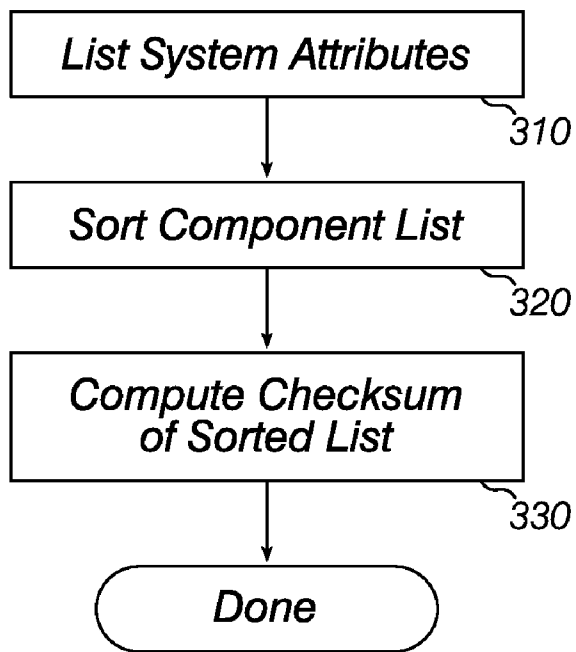 List System Attributes
310
Sort Component List
320
Compute Checksum
of Sorted List
330
Done